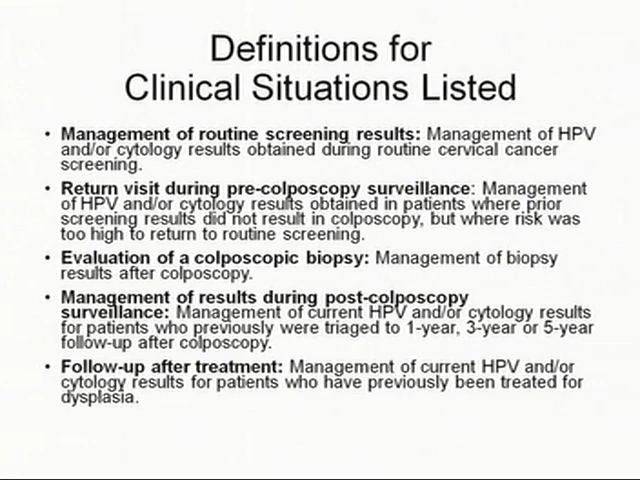 Definitions for
Clinical Situations Listed
• Management of routine screening results: Management of HPV
and/or cytology results obtained during routine cervical cancer
screening.
• Return visit during pre-colposcopy surveillance: Management
of HPV and/or cytology results obtained in patients where prior
screening results did not result in colposcopy, but where risk was
too high to return to routine screening.
• Evaluation of a colposcopic biopsy: Management of biopsy
results after colposcopy.
• Management of results during post-colposcopy
surveillance: Management of current HPV and/or cytology results
for patients who previously were triaged to 1-year, 3-year or 5-year
follow-up after colposcopy.
• Follow-up after treatment: Management of current HPV and/or
cytology results for patients who have previously been treated for
dysplasia.